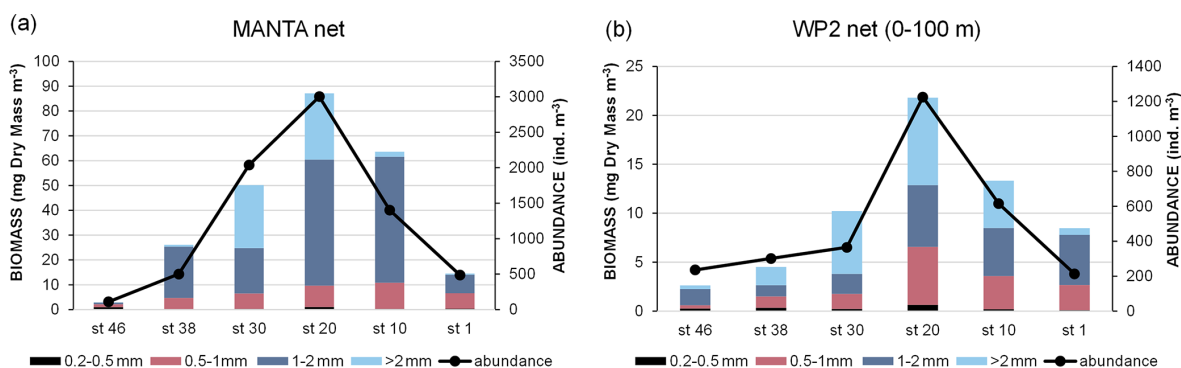 (a)
MANTA net
BIOMASS (mg Dry Mass m-3)
100
90
80
70
60
50
40
30
20
10
0
3500
3000
2500
2000
1500
1000
500
0
ABUNDANCE (ind. m-3)
st 46 st 38 st 30 st 20 st 10 st 1
0.2-0.5 mm 0.5-1mm 1-2 mm >2 mm abundance
(b)
WP2 net (0-100 m)
BIOMASS (mg Dry Mass m-3)
25
20
15
10
5
0
1400
1200
1000
800
600
400
200
0
ABUNDANCE (ind. m-3)
st 46 st 38 st 30 st 20 st 10 st 1
0.2-0.5 mm 0.5-1mm 1-2 mm >2 mm abundance